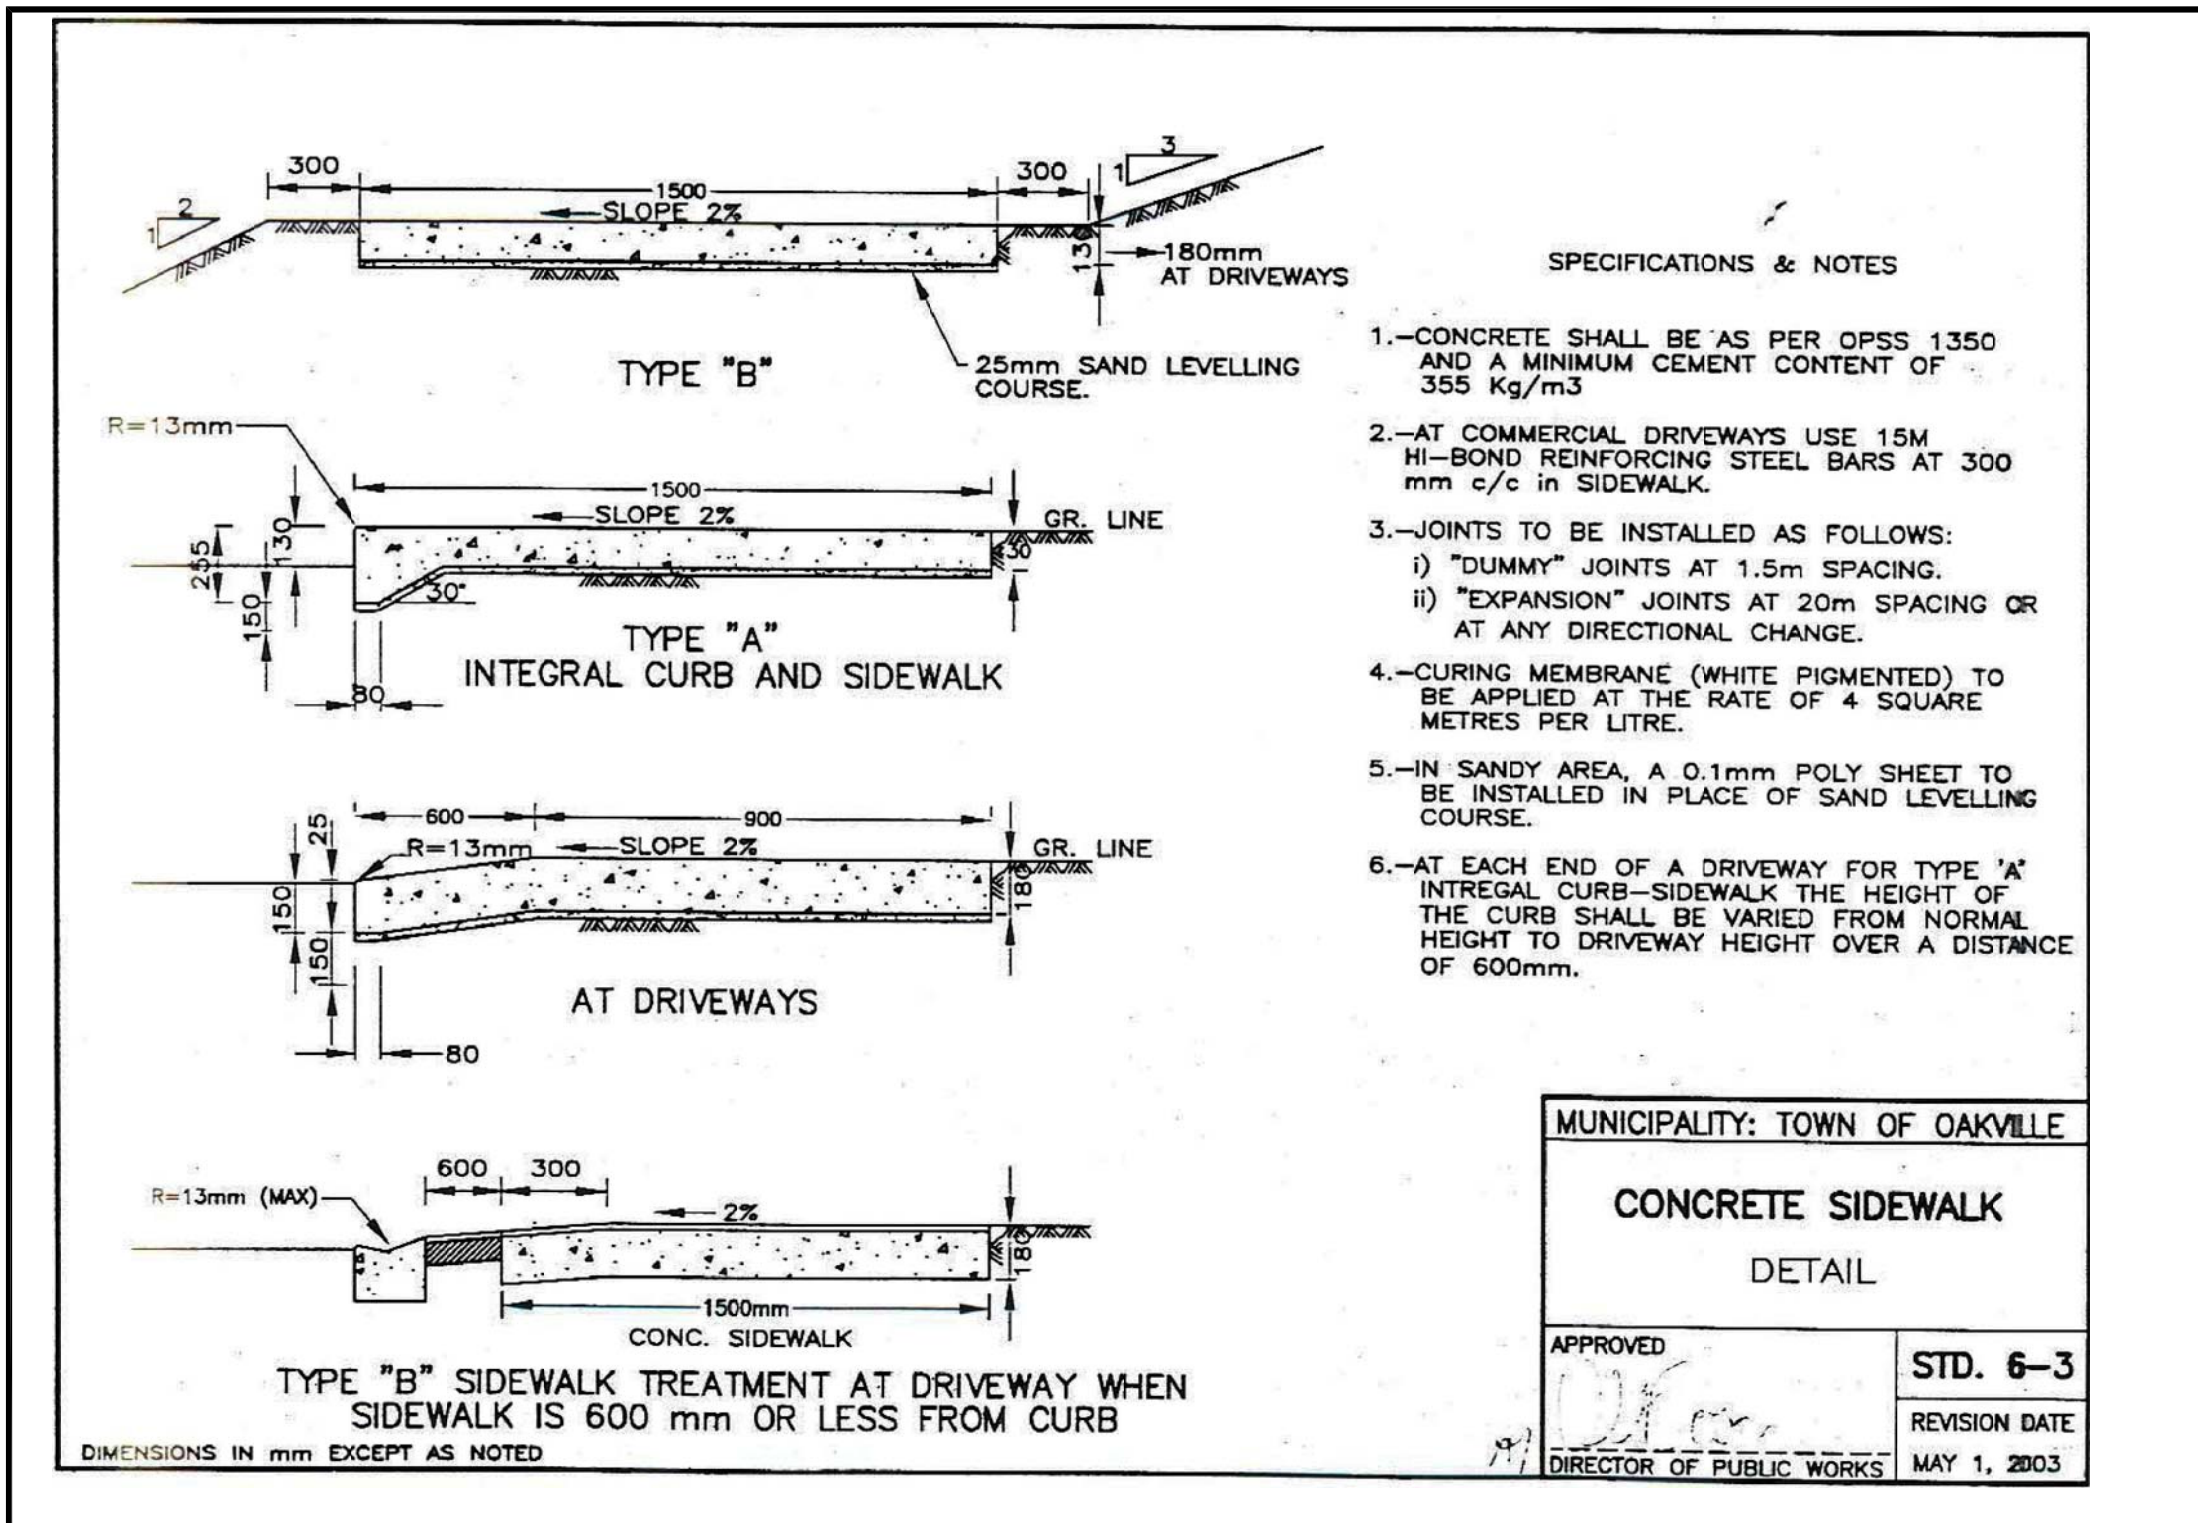 300
1500
300
3
1
2
1
SLOPE 2%
130
180mm
AT DRIVEWAYS
TYPE "B"
25mm SAND LEVELLING
COURSE.
R=13mm
1500
SLOPE 2%
GR. LINE
130
255
150
30°
30
80
TYPE "A"
INTEGRAL CURB AND SIDEWALK
600
900
25
R=13mm
SLOPE 2%
GR. LINE
150
150
180
80
AT DRIVEWAYS
600
300
R=13mm (MAX)
2%
180
1500mm
CONC. SIDEWALK
TYPE "B" SIDEWALK TREATMENT AT DRIVEWAY WHEN
SIDEWALK IS 600 mm OR LESS FROM CURB
DIMENSIONS IN mm EXCEPT AS NOTED
SPECIFICATIONS & NOTES
1.-CONCRETE SHALL BE AS PER OPSS 1350
AND A MINIMUM CEMENT CONTENT OF
355 Kg/m3
2.-AT COMMERCIAL DRIVEWAYS USE 15M
HI-BOND REINFORCING STEEL BARS AT 300
mm c/c in SIDEWALK.
3.-JOINTS TO BE INSTALLED AS FOLLOWS:
i) "DUMMY" JOINTS AT 1.5m SPACING.
ii) "EXPANSION" JOINTS AT 20m SPACING OR
AT ANY DIRECTIONAL CHANGE.
4.-CURING MEMBRANE (WHITE PIGMENTED) TO
BE APPLIED AT THE RATE OF 4 SQUARE
METRES PER LITRE.
5.-IN SANDY AREA, A 0.1mm POLY SHEET TO
BE INSTALLED IN PLACE OF SAND LEVELLING
COURSE.
6.-AT EACH END OF A DRIVEWAY FOR TYPE 'A'
INTREGAL CURB-SIDEWALK THE HEIGHT OF
THE CURB SHALL BE VARIED FROM NORMAL
HEIGHT TO DRIVEWAY HEIGHT OVER A DISTANCE
OF 600mm.
MUNICIPALITY: TOWN OF OAKVILLE
CONCRETE SIDEWALK
DETAIL
APPROVED
DIRECTOR OF PUBLIC WORKS
STD. 6-3
REVISION DATE
MAY 1, 2003